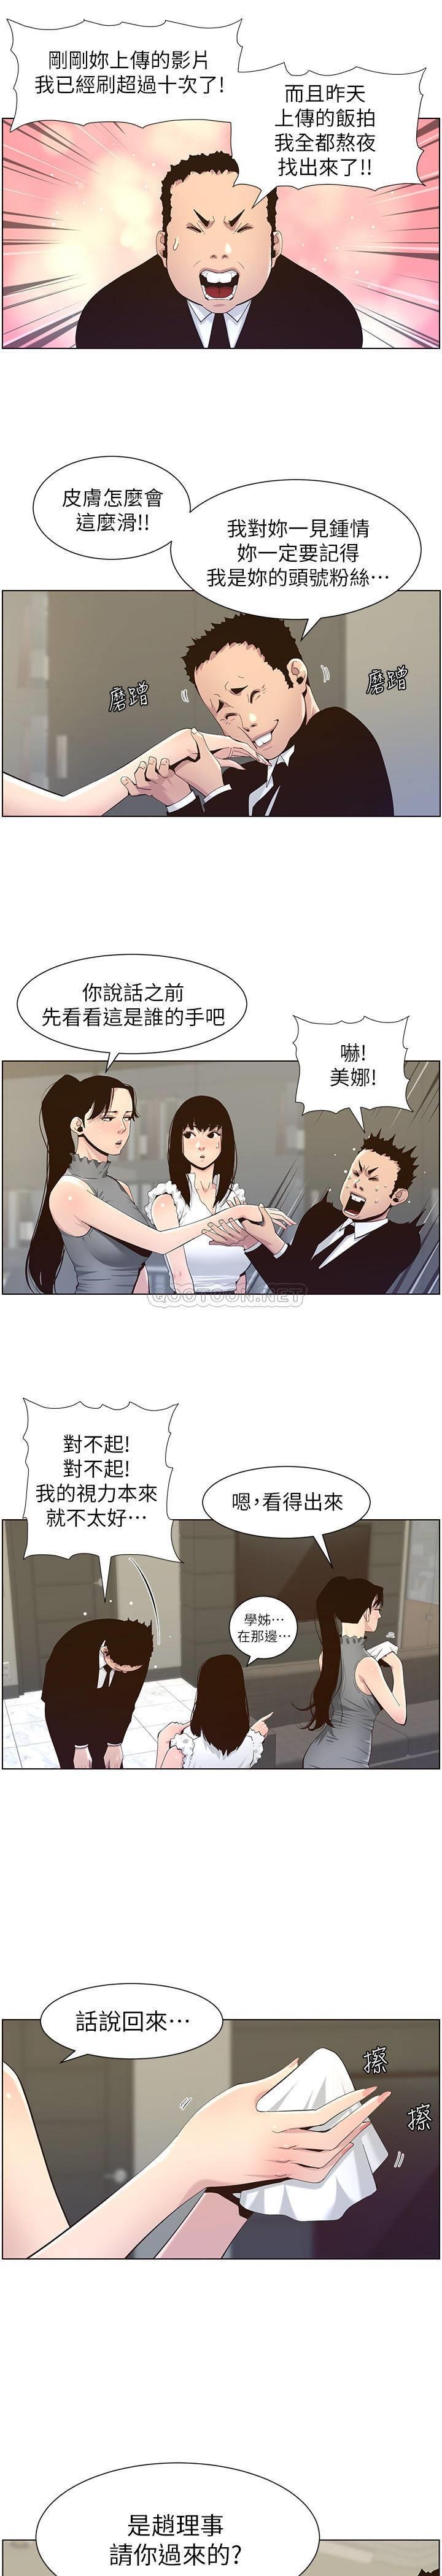 剛剛妳上傳的影片
我已經刷超過十次了!
而且昨天
上傳的飯拍
我全都熬夜
找出來了!!
皮膚怎麼會
這麼滑!!
我對妳一見鍾情
妳一定要記得
我是妳的頭號粉絲…
磨蹭
磨蹭
你說話之前
先看看這是誰的手吧
嚇!
美娜!
QOOTOON.NET
對不起!
對不起!
我的視力本來
就不太好…
嗯,看得出來
學姊…
在那邊…
話說回來…
擦
擦
是趙理事
請你過來的?